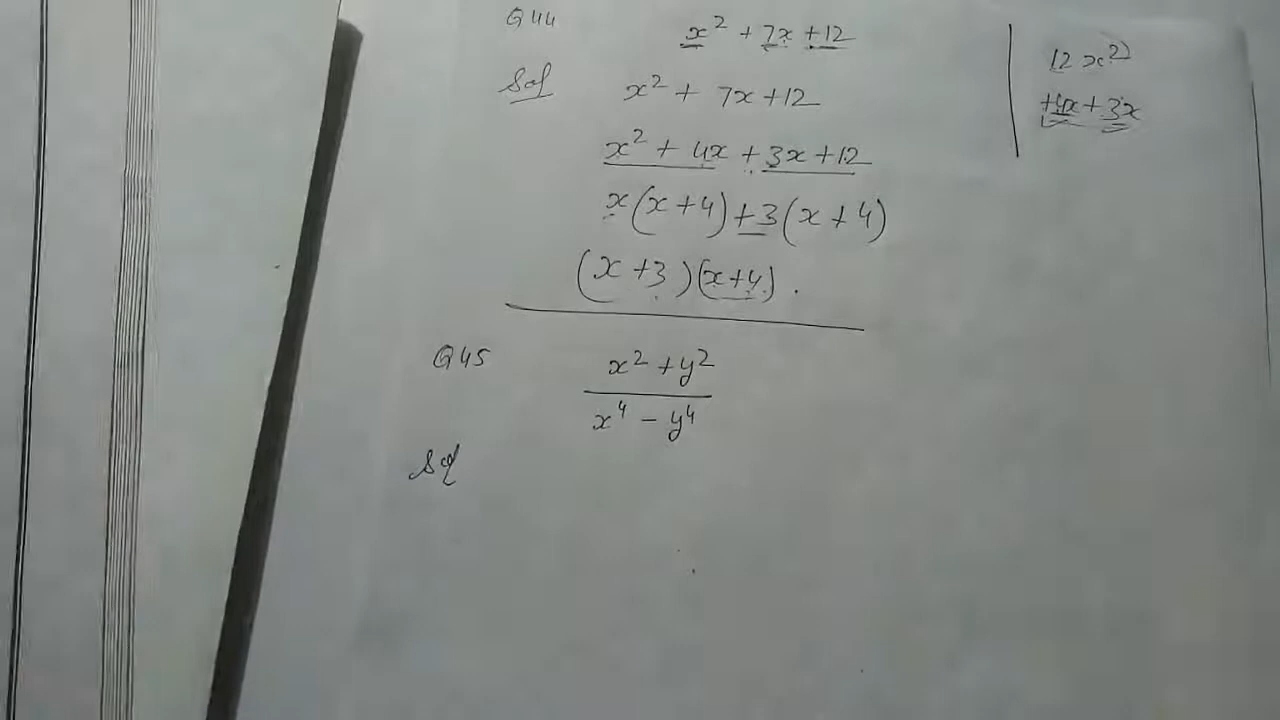 Q44 x² + 7x + 12
Sol x² + 7x + 12
x² + 4x + 3x + 12
x(x + 4) + 3(x + 4)
(x + 3)(x + 4).
12x²
+4x + 3x
Q45 x² + y²
x⁴ - y⁴
Sol